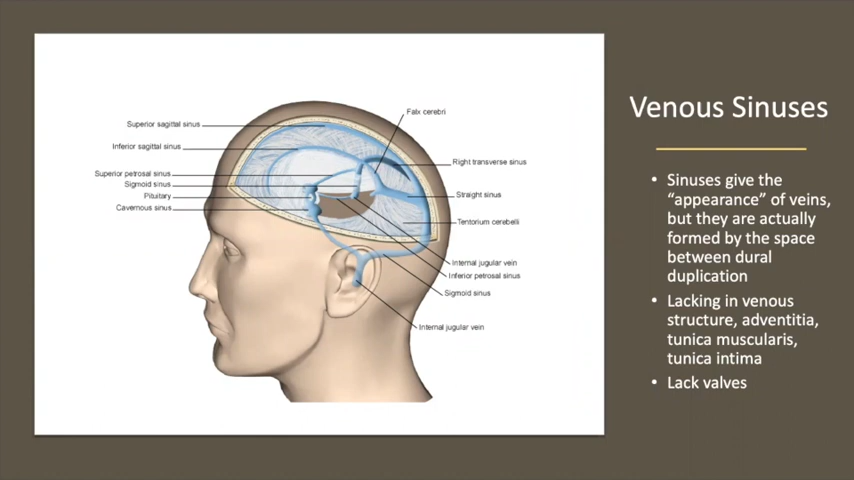 Venous Sinuses
Superior sagittal sinus
Inferior sagittal sinus
Superior petrosal sinus
Sigmoid sinus
Pituitary
Cavernous sinus
Falx cerebri
Right transverse sinus
Straight sinus
Tentorium cerebelli
Internal jugular vein
Inferior petrosal sinus
Sigmoid sinus
Internal jugular vein
• Sinuses give the
“appearance” of veins,
but they are actually
formed by the space
between dural
duplication
• Lacking in venous
structure, adventitia,
tunica muscularis,
tunica intima
• Lack valves